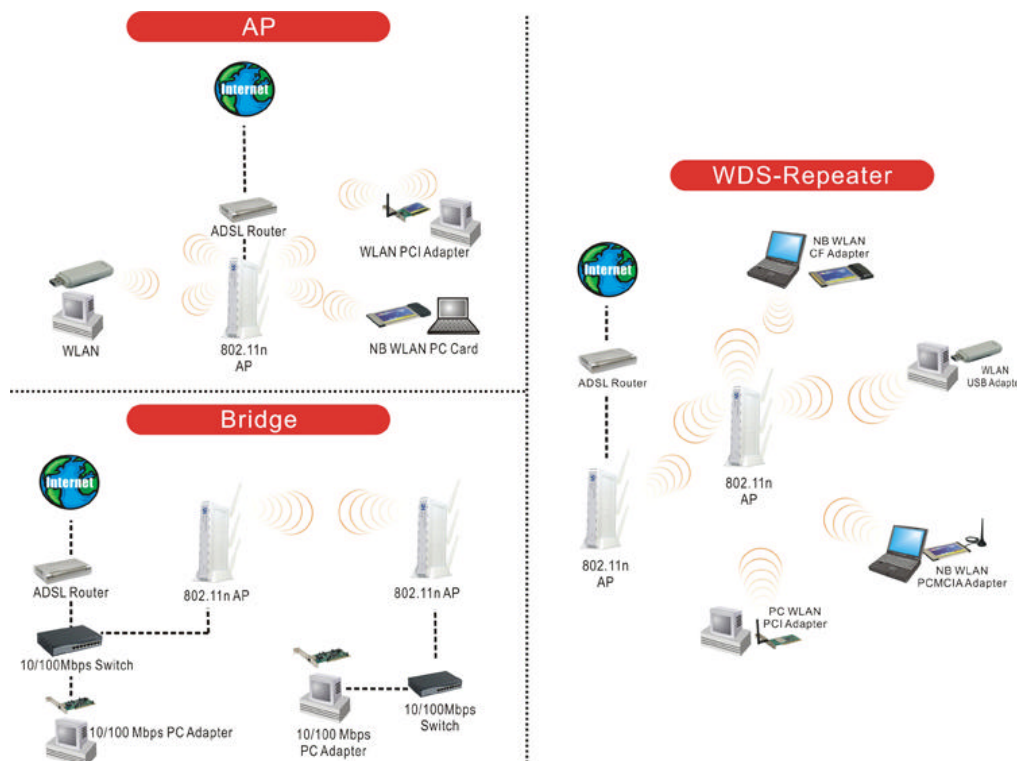 AP
Internet
ADSL Router
WLAN PCI Adapter
WLAN
802.11n
AP
NB WLAN PC Card
Bridge
Internet
ADSL Router
802.11n AP
802.11n AP
10/100Mbps Switch
10/100 Mbps PC Adapter
10/100 Mbps
PC Adapter
10/100Mbps
Switch
WDS-Repeater
NB WLAN
CF Adapter
Internet
ADSL Router
WLAN
USB Adapte
802.11n
AP
802.11n
AP
NB WLAN
PCMCIA Adapter
PC WLAN
PCI Adapter